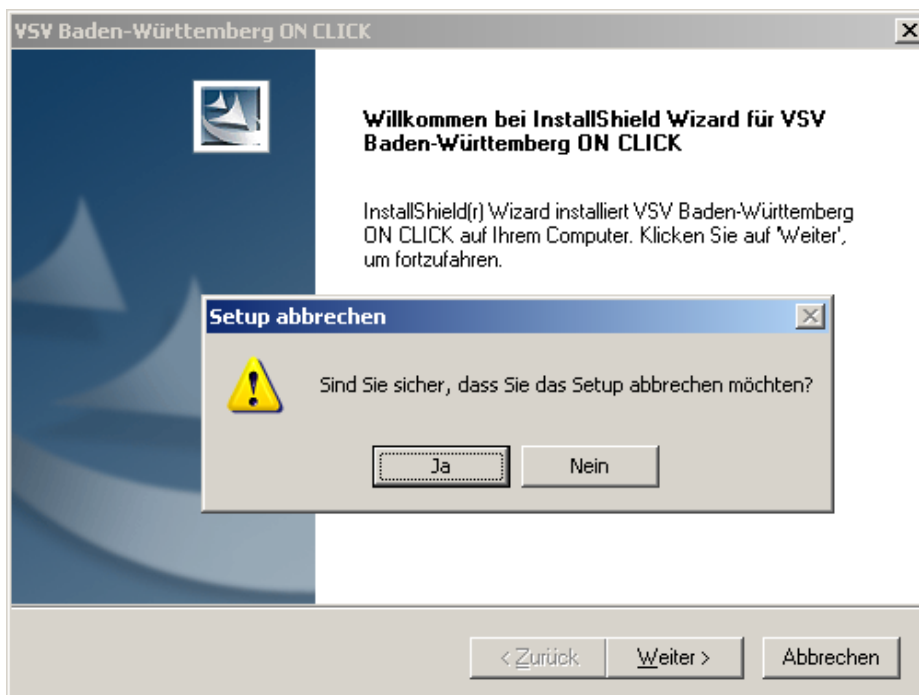 VSV Baden-Württemberg ON CLICK
Willkommen bei InstallShield Wizard für VSV
Baden-Württemberg ON CLICK
InstallShield(r) Wizard installiert VSV Baden-Württemberg
ON CLICK auf Ihrem Computer. Klicken Sie auf 'Weiter',
um fortzufahren.
Setup abbrechen
Sind Sie sicher, dass Sie das Setup abbrechen möchten?
Ja Nein
< Zurück Weiter > Abbrechen